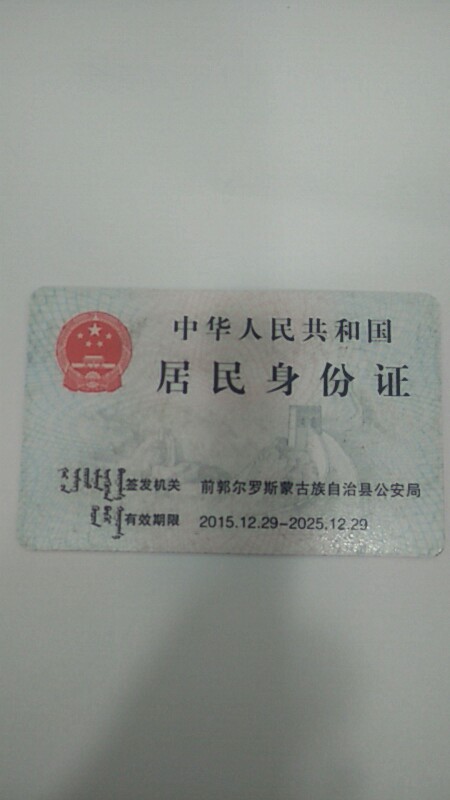 中华人民共和国
居民身份证
签发机关 前郭尔罗斯蒙古族自治县公安局
有效期限 2015.12.29-2025.12.29